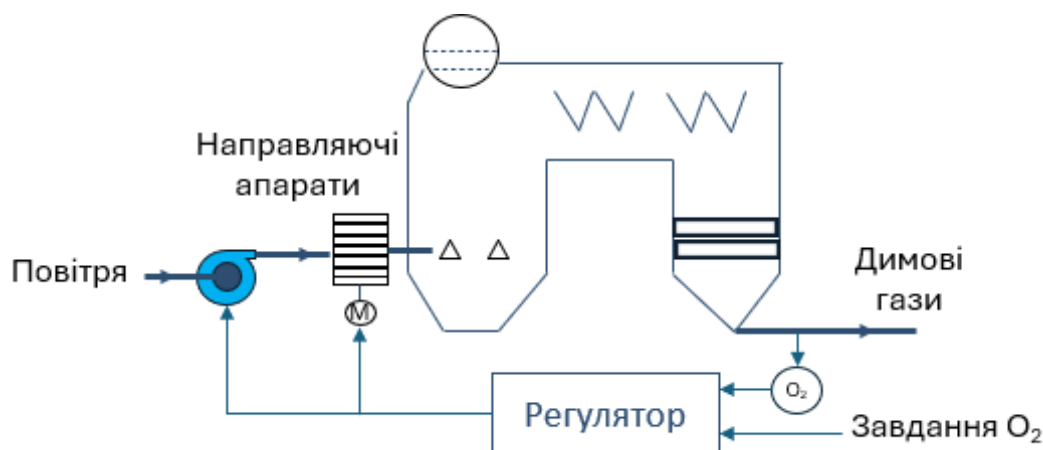 Направляючі
апарати
Повітря
M
Димові
гази
O₂
Регулятор
Завдання O₂